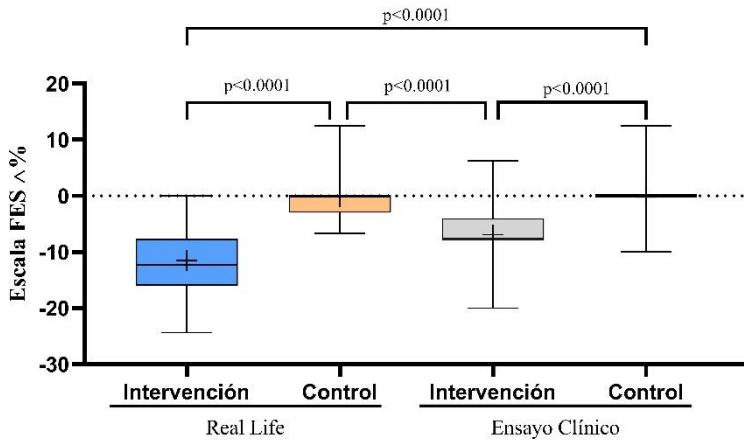 p<0.0001
p<0.0001 p<0.0001 p<0.0001
Escala FES ^%
20
10
0
-10
-20
-30
Intervención Control Intervención Control
Real Life Ensayo Clínico